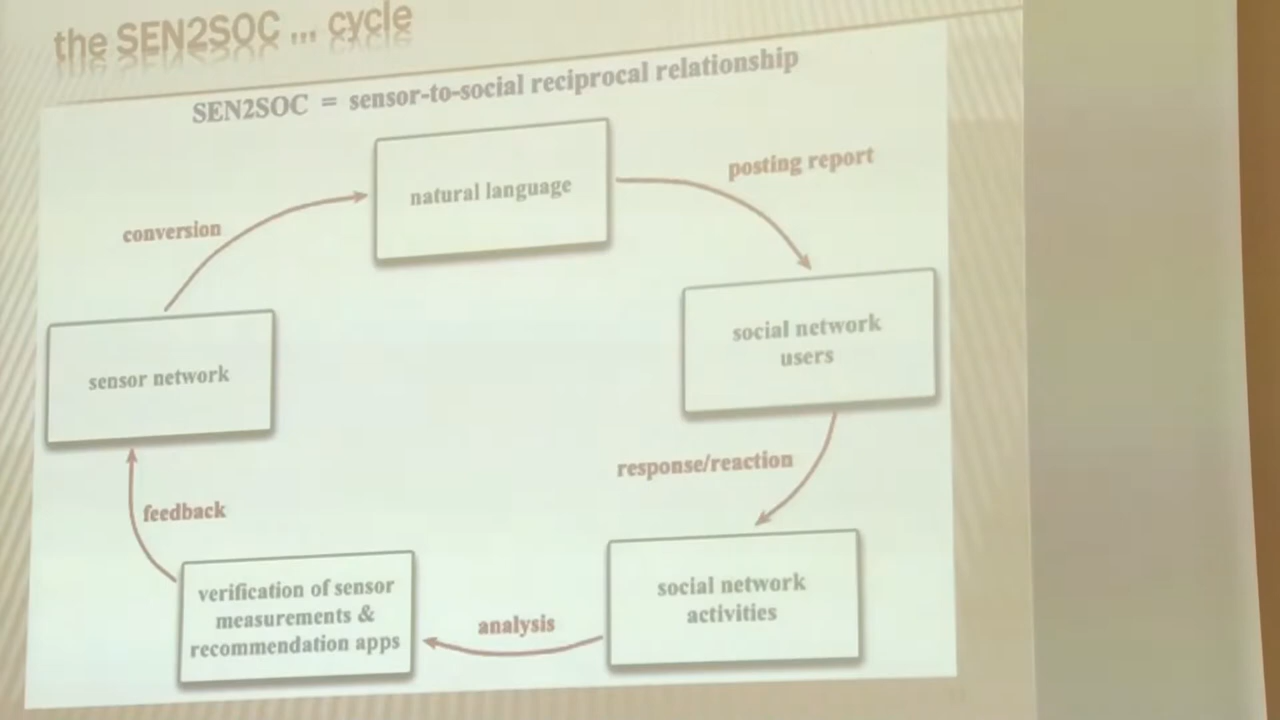 the SEN2SOC ... cycle
SEN2SOC = sensor-to-social reciprocal relationship
natural language
posting report
conversion
social network
users
sensor network
response/reaction
feedback
social network
activities
verification of sensor
measurements &
recommendation apps
analysis